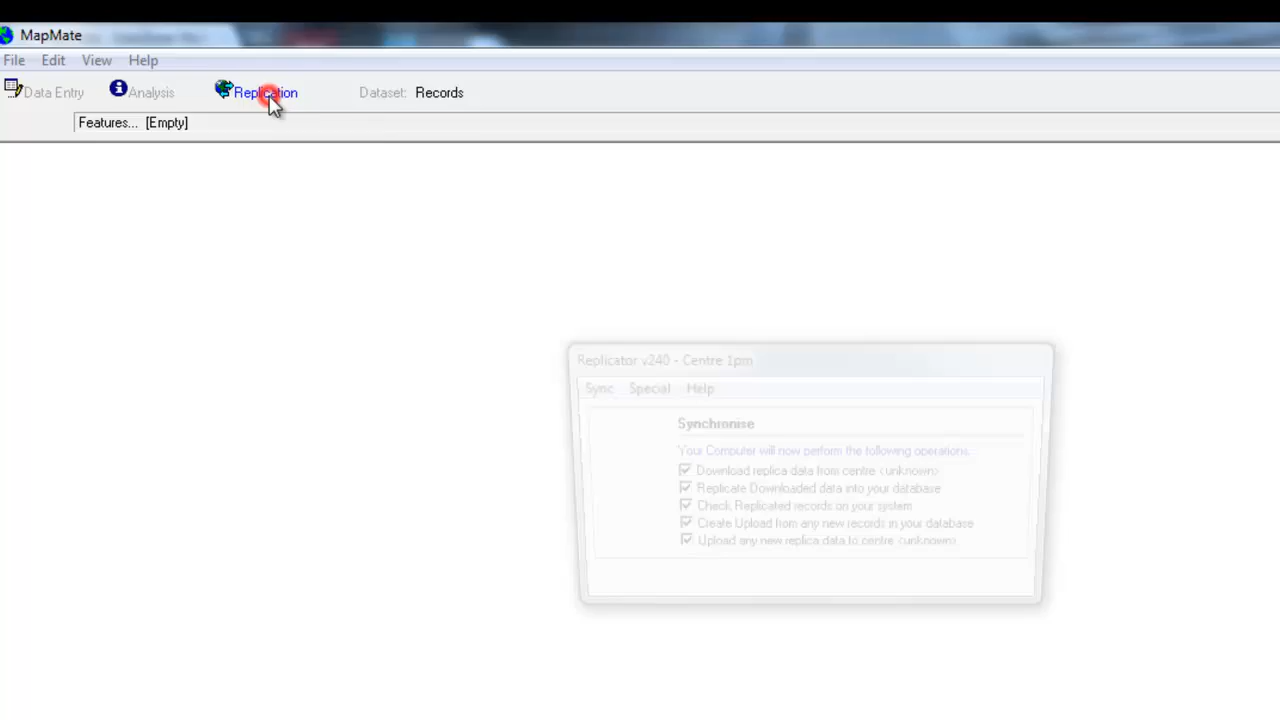 MapMate
File Edit View Help
Data Entry Analysis Replication Dataset: Records
Features... [Empty]
Replicator v240 - Centre 1pm
Sync Special Help
Synchronise
Your Computer will now perform the following operations.
Download replica data from centre <unknown>
Replicate Downloaded data into your database
Check Replicated records on your system
Create Upload from any new records in your database
Upload any new replica data to centre <unknown>